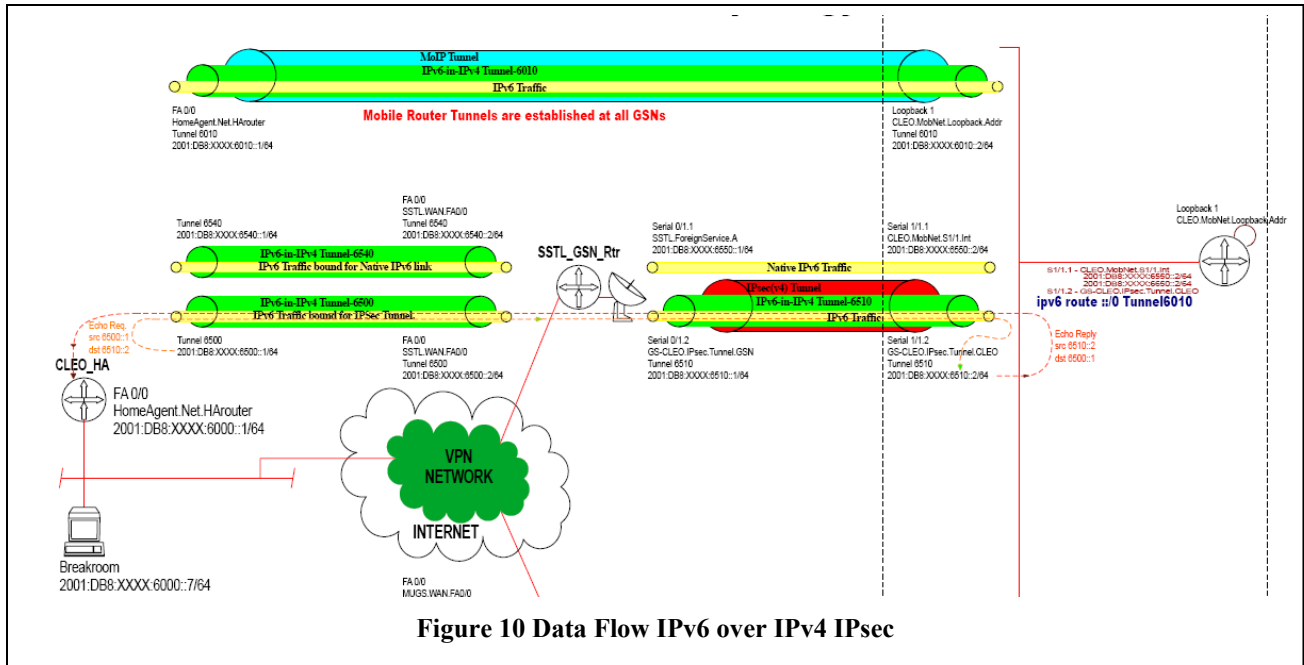 MoIP Tunnel
IPv6-in-IPv4 Tunnel-6010
IPv6 Traffic
FA 0/0
HomeAgent.Net.HArouter
Tunnel 6010
2001:DB8:XXXX:6010::1/64
Mobile Router Tunnels are established at all GSNs
Loopback 1
CLEO.MobNet.Loopback.Addr
Tunnel 6010
2001:DB8:XXXX:6010::2/64
Tunnel 6540
2001:DB8:XXXX:6540::1/64
FA 0/0
SSTL.WAN.FA0/0
Tunnel 6540
2001:DB8:XXXX:6540::2/64
IPv6-in-IPv4 Tunnel-6540
IPv6 Traffic bound for Native IPv6 link
SSTL_GSN_Rtr
Serial 0/1.1
SSTL.ForeignService.A
2001:DB8:XXXX:6550::1/64
Serial 1/1.1
CLEO.MobNet.S1/1.Int
2001:DB8:XXXX:6550::2/64
Native IPv6 Traffic
Loopback 1
CLEO.MobNet.Loopback.Addr
S1/1.1 - CLEO.MobNet.S1/1.Int
2001:DB8:XXXX:6550::2/64
2001:DB8:XXXX:6650::2/64
S1/1.2 - GS-CLEO.IPsec.Tunnel.CLEO
ipv6 route ::/0 Tunnel6010
IPv6-in-IPv4 Tunnel-6500
IPv6 Traffic bound for IPSec Tunnel
IPsec(v4) Tunnel
IPv6-in-IPv4 Tunnel-6510
IPv6 Traffic
Echo Req.
src 6500::1
dst 6510::2
Tunnel 6500
2001:DB8:XXXX:6500::1/64
FA 0/0
SSTL.WAN.FA0/0
Tunnel 6500
2001:DB8:XXXX:6500::2/64
Serial 0/1.2
GS-CLEO.IPsec.Tunnel.GSN
Tunnel 6510
2001:DB8:XXXX:6510::1/64
Serial 1/1.2
GS-CLEO.IPsec.Tunnel.CLEO
Tunnel 6510
2001:DB8:XXXX:6510::2/64
Echo Reply
src 6510::2
dst 6500::1
CLEO_HA
FA 0/0
HomeAgent.Net.HArouter
2001:DB8:XXXX:6000::1/64
VPN
NETWORK
INTERNET
Breakroom
2001:DB8:XXXX:6000::7/64
FA 0/0
MUGS.WAN.FA0/0
Figure 10 Data Flow IPv6 over IPv4 IPsec